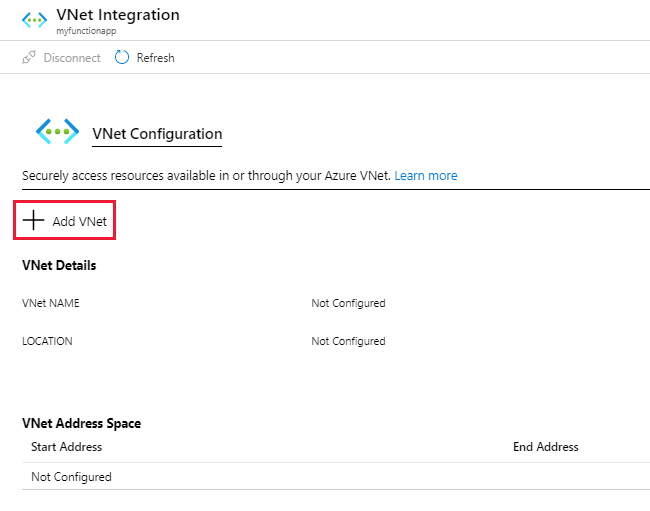 VNet Integration
myfunctionapp
Disconnect Refresh
VNet Configuration
Securely access resources available in or through your Azure VNet. Learn more
Add VNet
VNet Details
VNet NAME Not Configured
LOCATION Not Configured
VNet Address Space
Start Address End Address
Not Configured